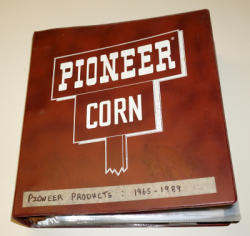 PIONEER®
CORN
PIONEER PRODUCTS : 1965-1989